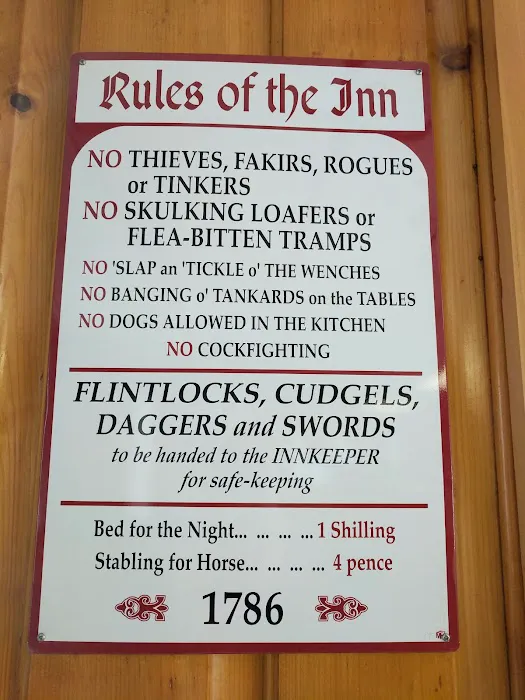 Rules of the Inn
NO THIEVES, FAKIRS, ROGUES
or TINKERS
NO SKULKING LOAFERS or
FLEA-BITTEN TRAMPS
NO 'SLAP an 'TICKLE o' THE WENCHES
NO BANGING o' TANKARDS on the TABLES
NO DOGS ALLOWED IN THE KITCHEN
NO COCKFIGHTING
FLINTLOCKS, CUDGELS,
DAGGERS and SWORDS
to be handed to the INNKEEPER
for safe-keeping
Bed for the Night... ... ... ... 1 Shilling
Stabling for Horse... ... ... ... 4 pence
1786